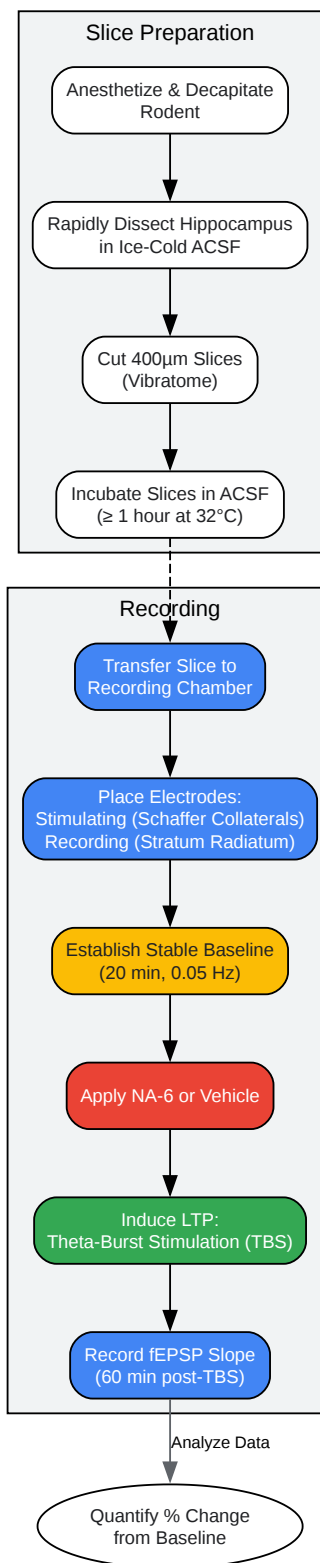 Slice Preparation
Anesthetize & Decapitate
Rodent
Rapidly Dissect Hippocampus
in Ice-Cold ACSF
Cut 400µm Slices
(Vibratome)
Incubate Slices in ACSF
(≥ 1 hour at 32°C)
Recording
Transfer Slice to
Recording Chamber
Place Electrodes:
Stimulating (Schaffer Collaterals)
Recording (Stratum Radiatum)
Establish Stable Baseline
(20 min, 0.05 Hz)
Apply NA-6 or Vehicle
Induce LTP:
Theta-Burst Stimulation (TBS)
Record fEPSP Slope
(60 min post-TBS)
Analyze Data
Quantify % Change
from Baseline